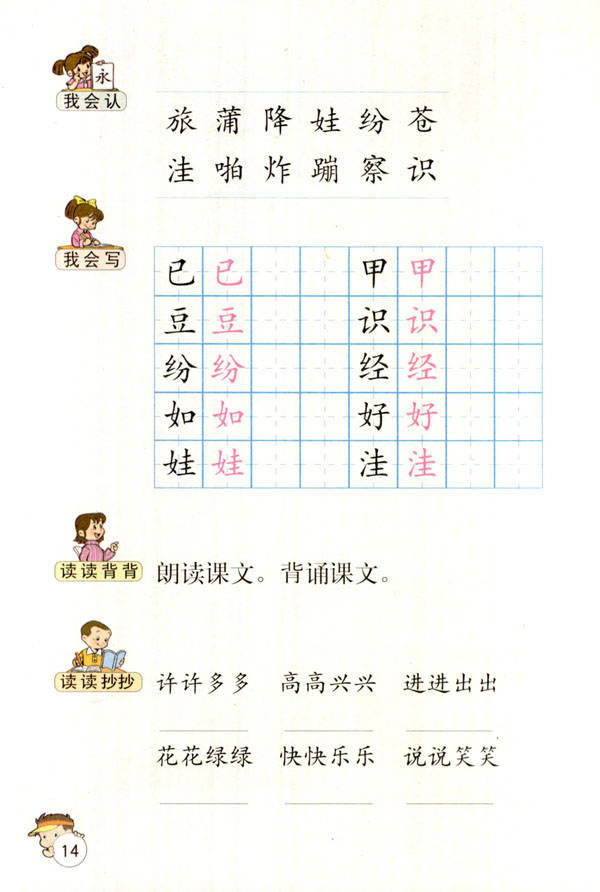 永
我会认
旅 蒲 降 娃 纷 苍
洼 啪 炸 蹦 察 识
我会写
已 已 甲 甲
豆 豆 识 识
纷 纷 经 经
如 如 好 好
娃 娃 洼 洼
读读背背
朗读课文。背诵课文。
读读抄抄
许许多多 高高兴兴 进进出出
花花绿绿 快快乐乐 说说笑笑
14